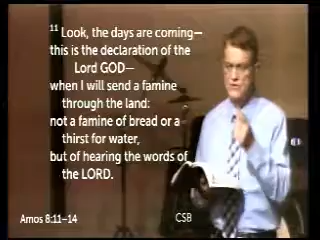 11 Look, the days are coming—
this is the declaration of the
Lord GOD—
when I will send a famine
through the land:
not a famine of bread or a
thirst for water,
but of hearing the words of
the LORD.
Amos 8:11–14
CSB